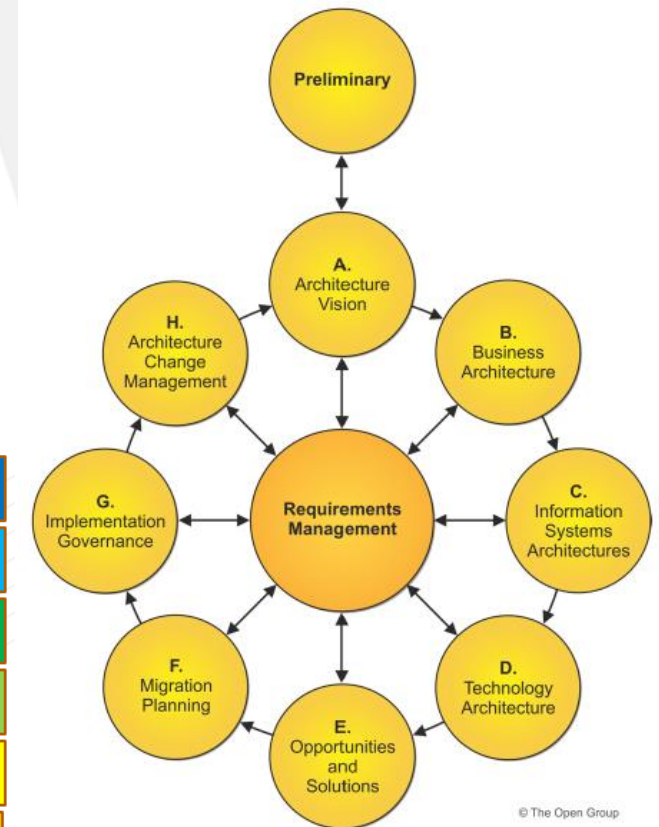 Preliminary
A.
Architecture
Vision
B.
Business
Architecture
C.
Information
Systems
Architectures
D.
Technology
Architecture
E.
Opportunities
and
Solutions
F.
Migration
Planning
G.
Implementation
Governance
H.
Architecture
Change
Management
Requirements
Management
© The Open Group